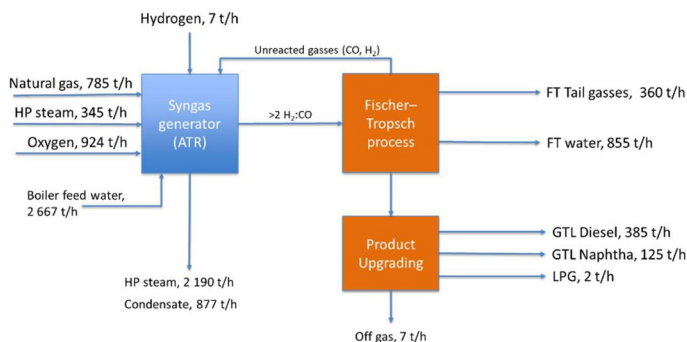 Hydrogen, 7 t/h
Unreacted gasses (CO, H₂)
Natural gas, 785 t/h
HP steam, 345 t/h
Oxygen, 924 t/h
Syngas
generator
(ATR)
>2 H₂:CO
Fischer–
Tropsch
process
FT Tail gasses, 360 t/h
FT water, 855 t/h
Boiler feed water,
2 667 t/h
Product
Upgrading
GTL Diesel, 385 t/h
GTL Naphtha, 125 t/h
LPG, 2 t/h
HP steam, 2 190 t/h
Condensate, 877 t/h
Off gas, 7 t/h